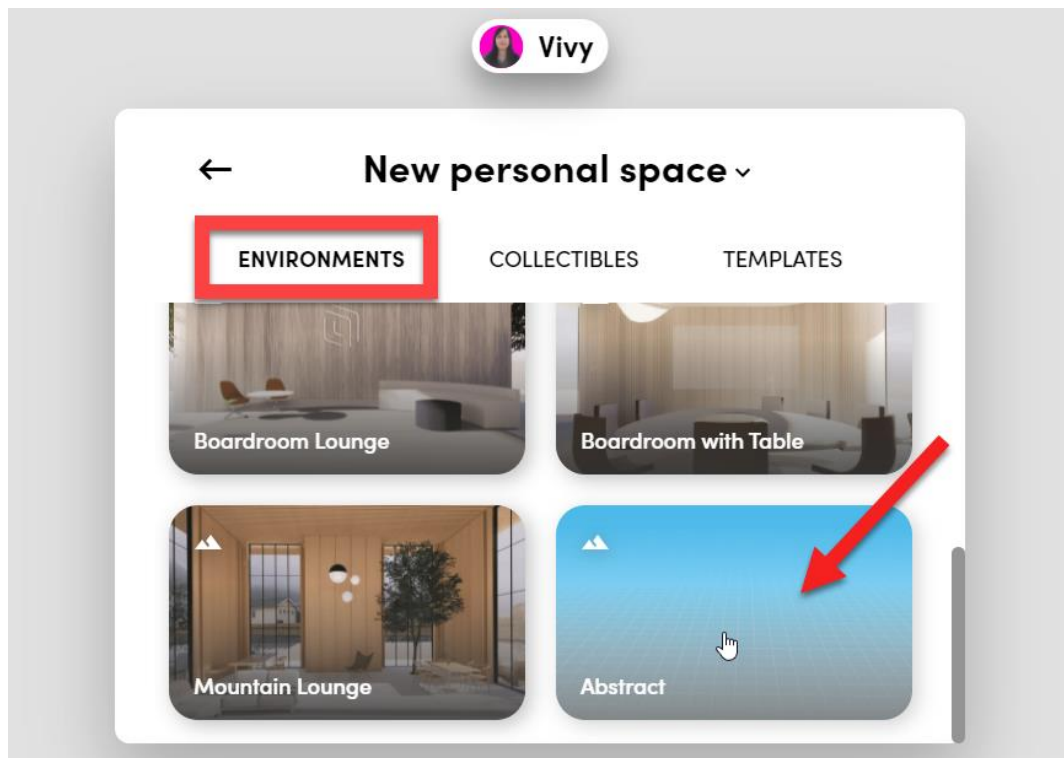 Vivy
New personal space
ENVIRONMENTS COLLECTIBLES TEMPLATES
Boardroom Lounge Boardroom with Table
Mountain Lounge Abstract